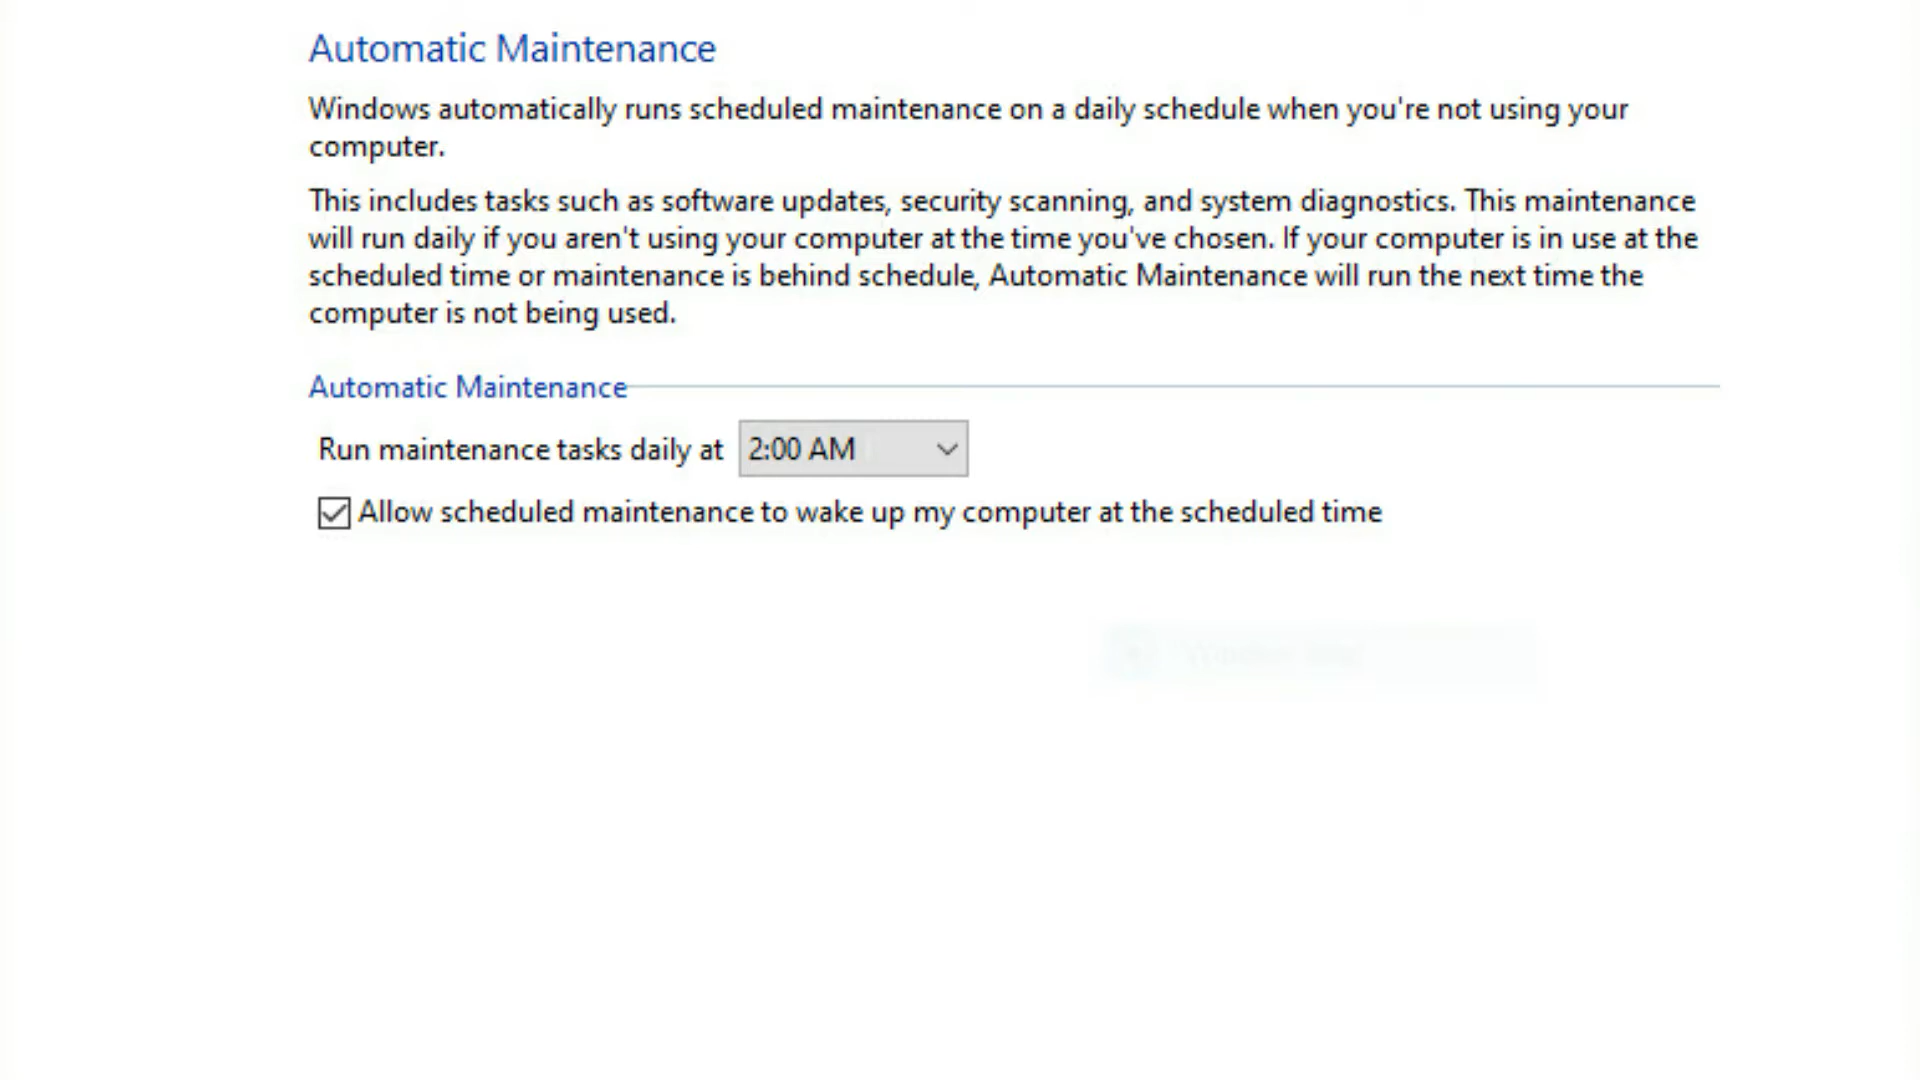 Automatic Maintenance
Windows automatically runs scheduled maintenance on a daily schedule when you're not using your
computer.
This includes tasks such as software updates, security scanning, and system diagnostics. This maintenance
will run daily if you aren't using your computer at the time you've chosen. If your computer is in use at the
scheduled time or maintenance is behind schedule, Automatic Maintenance will run the next time the
computer is not being used.
Automatic Maintenance
Run maintenance tasks daily at 2:00 AM
Allow scheduled maintenance to wake up my computer at the scheduled time